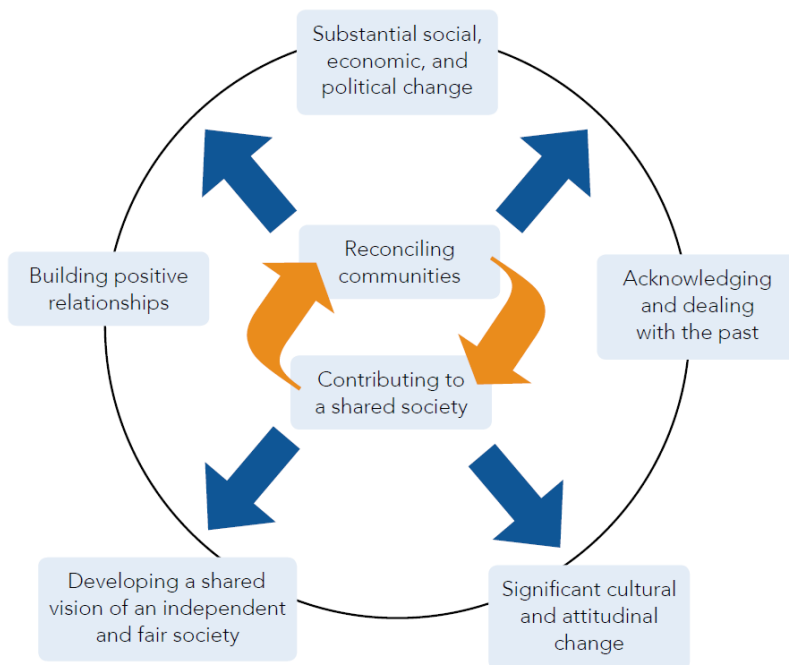 Substantial social,
economic, and
political change
Reconciling
communities
Building positive
relationships
Acknowledging
and dealing
with the past
Contributing to
a shared society
Developing a shared
vision of an independent
and fair society
Significant cultural
and attitudinal
change